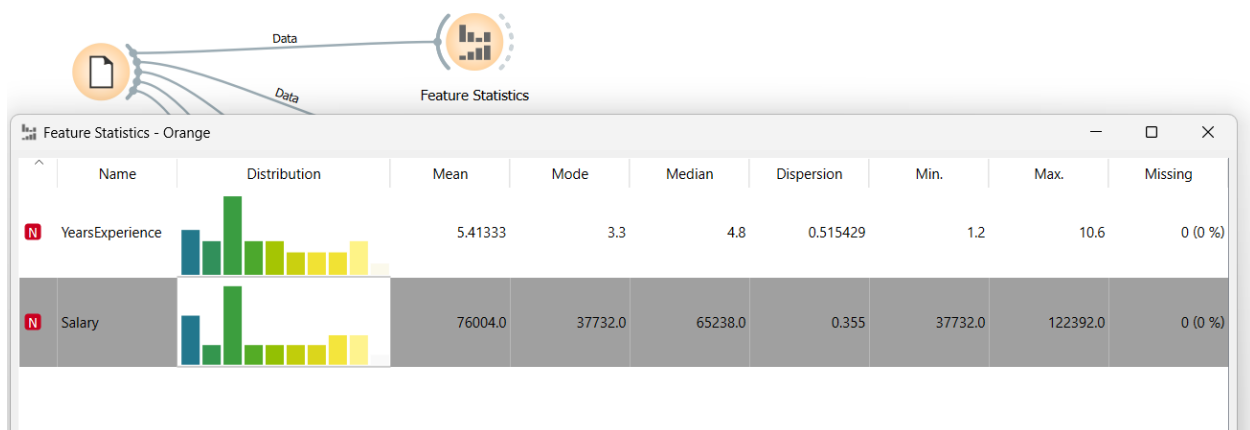 Data
Data
Feature Statistics
Feature Statistics - Orange
Name Distribution Mean Mode Median Dispersion Min. Max. Missing
N YearsExperience 5.41333 3.3 4.8 0.515429 1.2 10.6 0 (0 %)
N Salary 76004.0 37732.0 65238.0 0.355 37732.0 122392.0 0 (0 %)